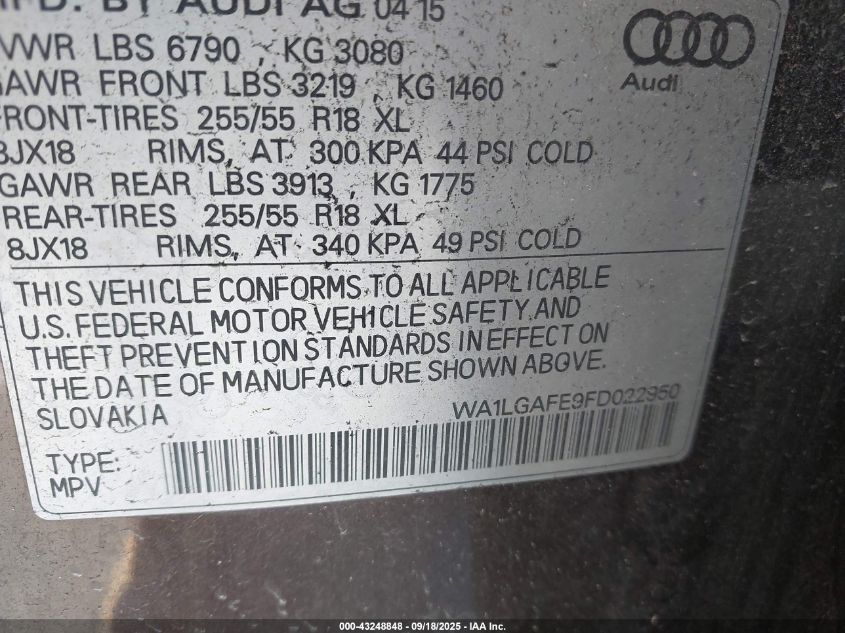 MFD. BY AUDI AG 04 15
VWR LBS 6790 , KG 3080
GAWR FRONT LBS 3219 , KG 1460
FRONT-TIRES 255/55 R18 XL
8JX18 RIMS, AT 300 KPA 44 PSI COLD
GAWR REAR LBS 3913 , KG 1775
REAR-TIRES 255/55 R18 XL
8JX18 RIMS, AT 340 KPA 49 PSI COLD
Audi
THIS VEHICLE CONFORMS TO ALL APPLICABLE
U.S. FEDERAL MOTOR VEHICLE SAFETY AND
THEFT PREVENTION STANDARDS IN EFFECT ON
THE DATE OF MANUFACTURE SHOWN ABOVE.
SLOVAKIA WA1LGAFE9FD022950
TYPE:
MPV
000-43248848 - 09/18/2025 - IAA Inc.